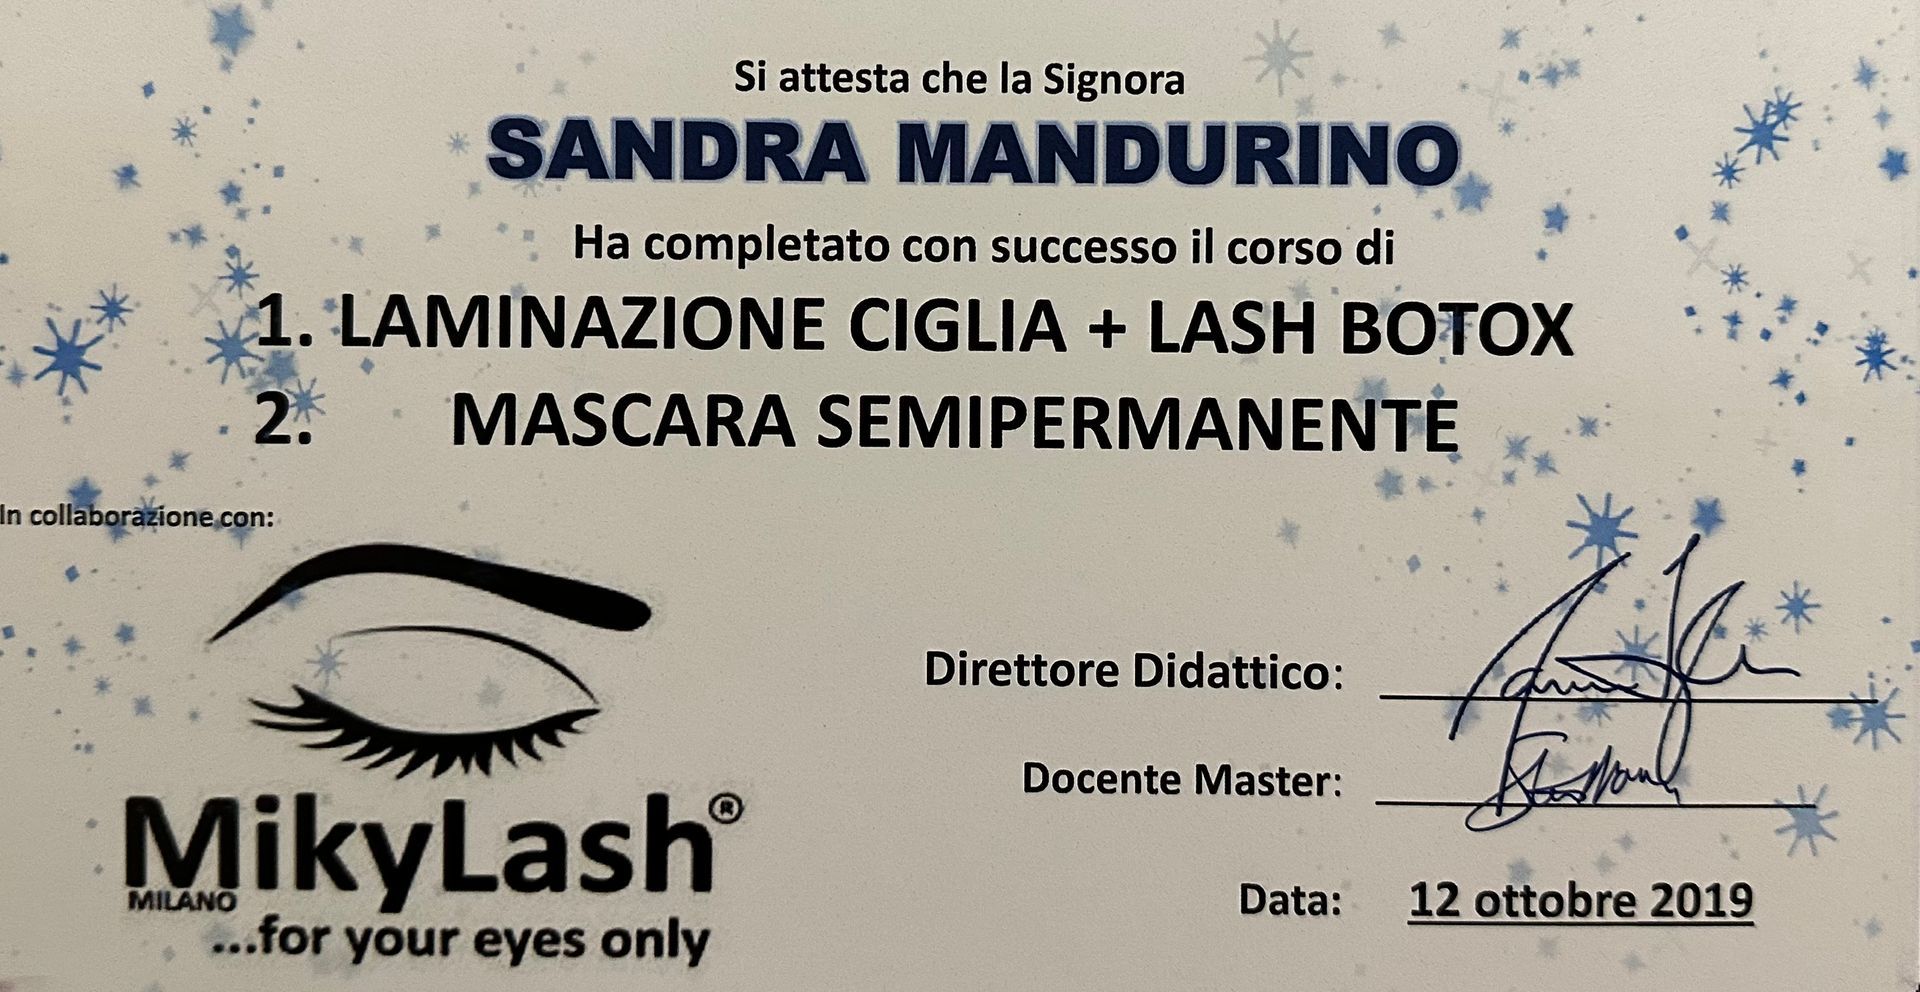 Si attesta che la Signora
SANDRA MANDURINO
Ha completato con successo il corso di
1. LAMINAZIONE CIGLIA + LASH BOTOX
2. MASCARA SEMIPERMANENTE
In collaborazione con:
MikyLash®
MILANO
...for your eyes only
Direttore Didattico:
Docente Master:
Data: 12 ottobre 2019